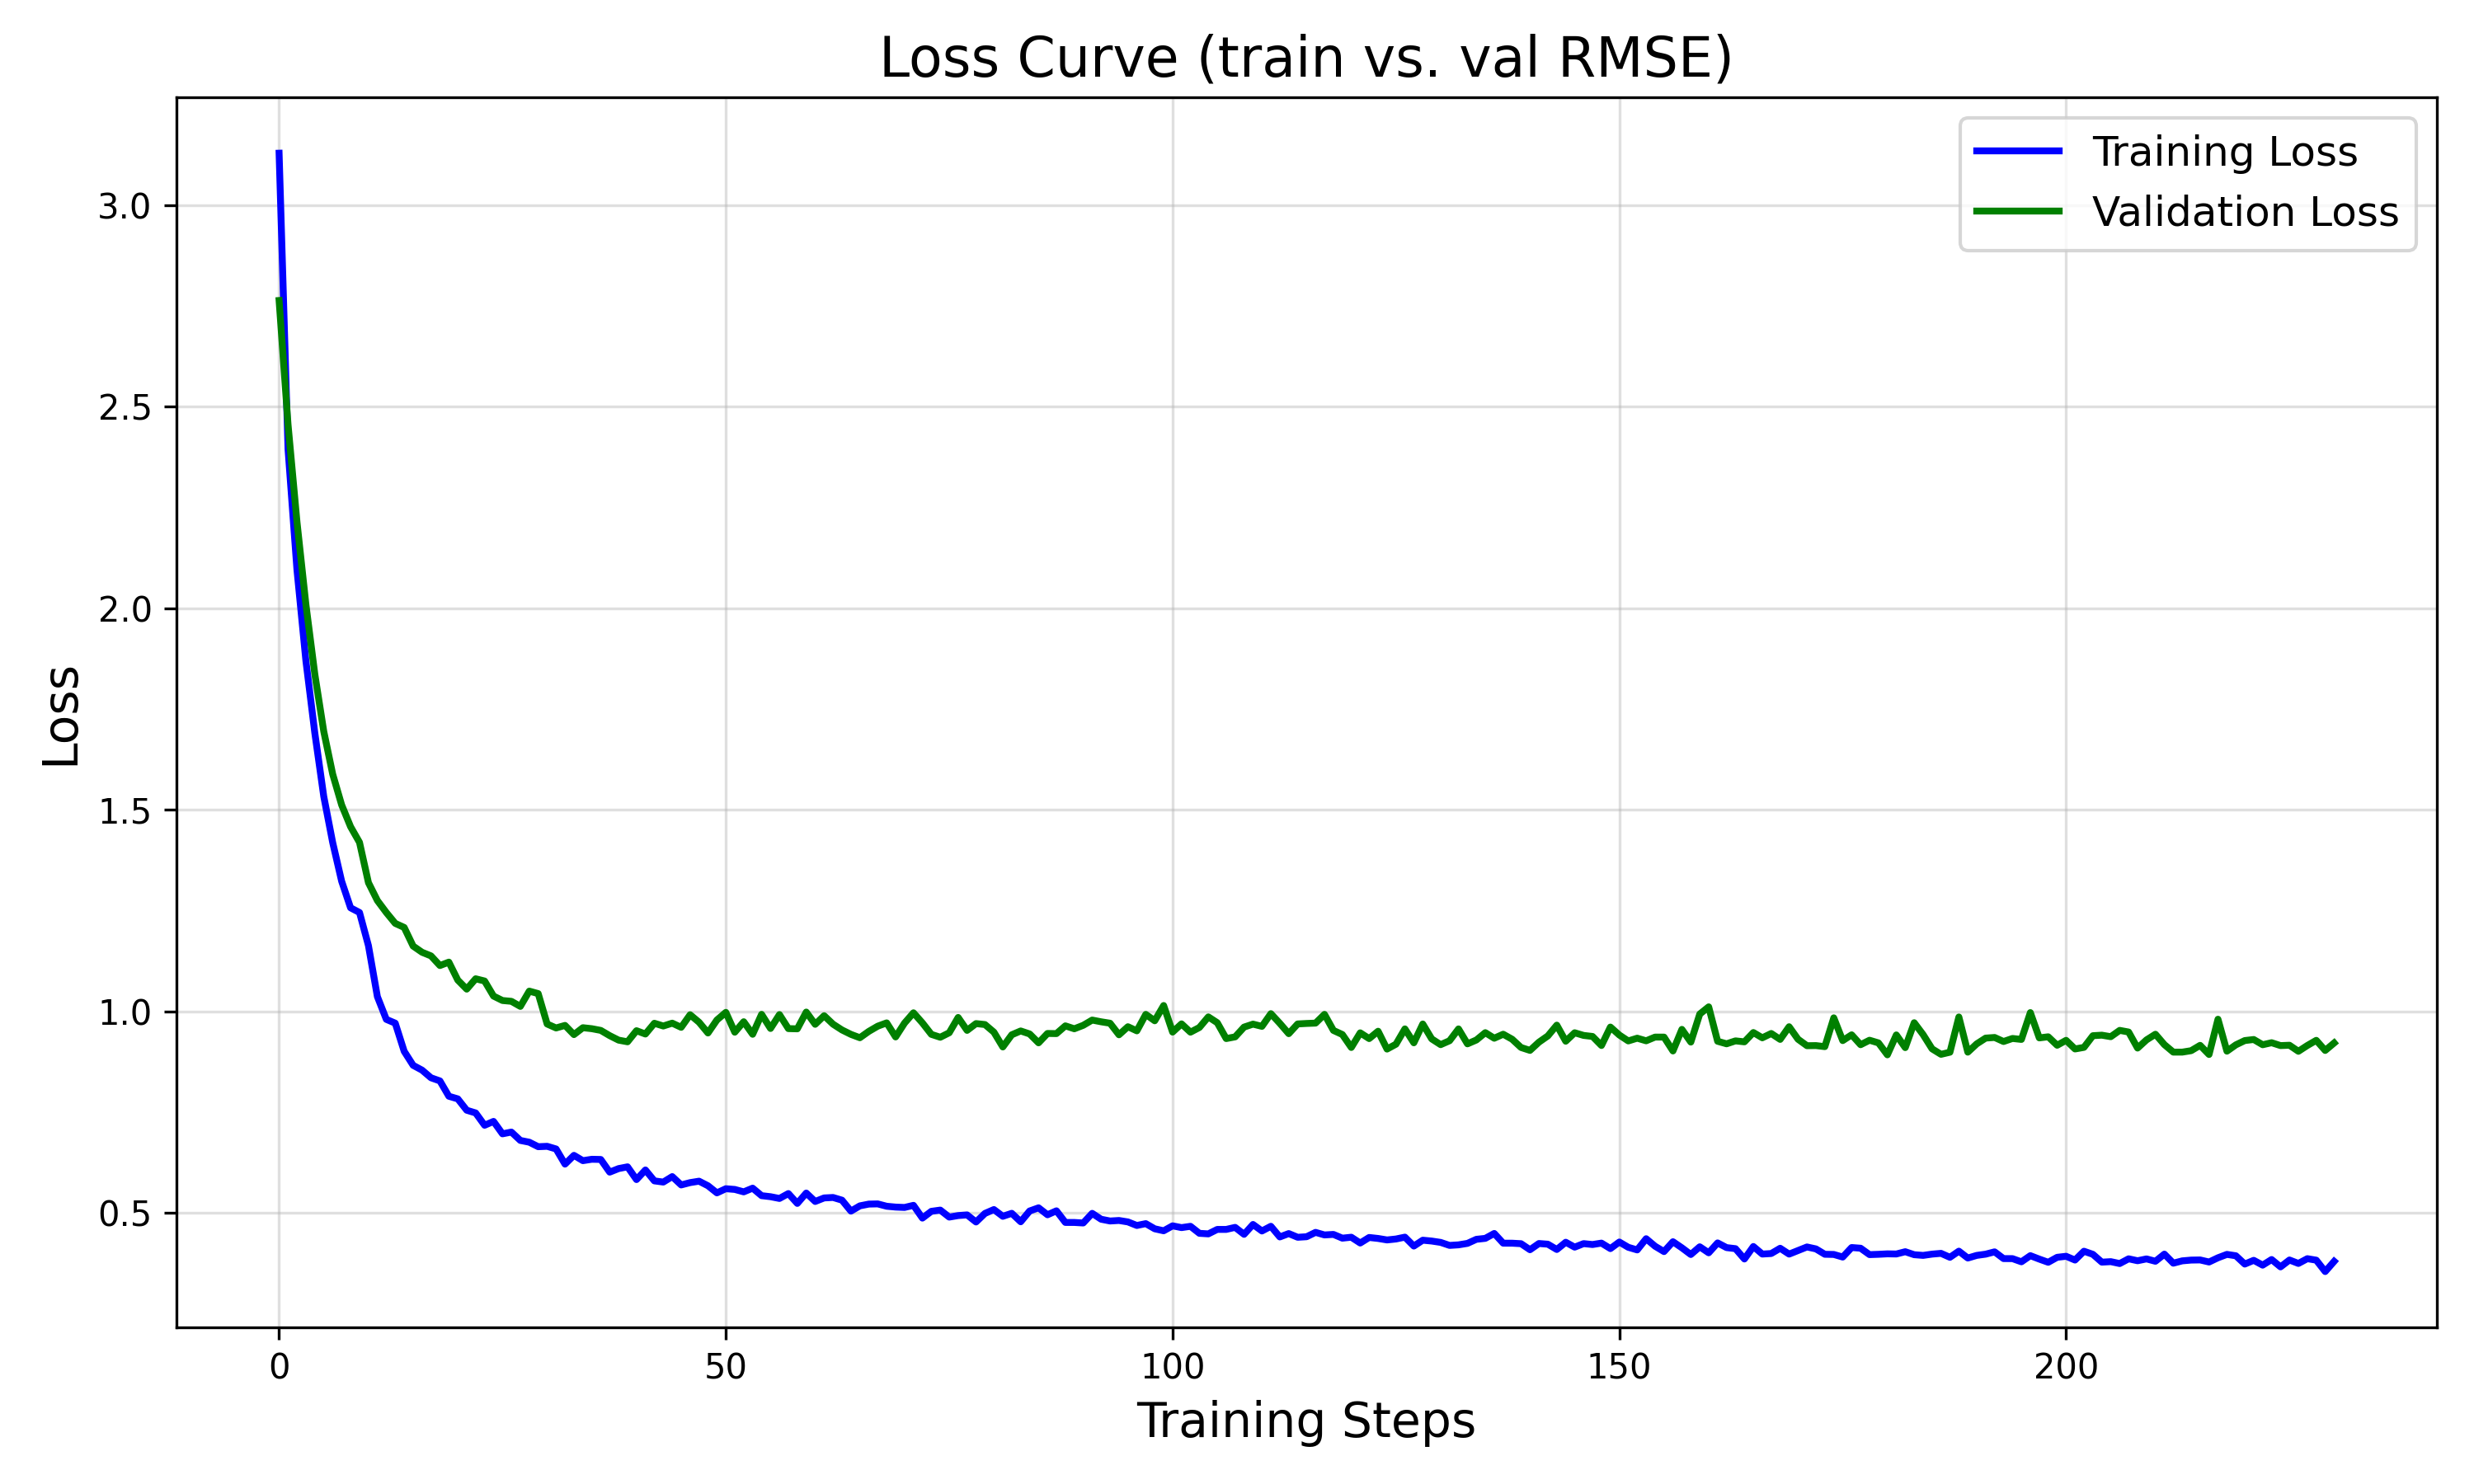 Loss Curve (train vs. val RMSE)
Training Loss
Validation Loss
3.0
2.5
2.0
1.5
1.0
0.5
Loss
0 50 100 150 200
Training Steps